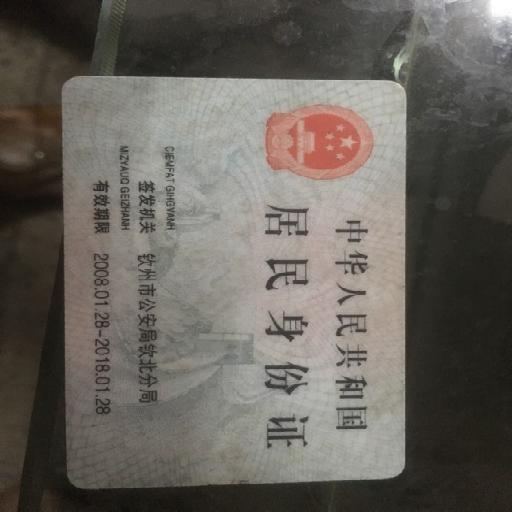 中华人民共和国
居民身份证
CIEMFAT GIHGVANH
签发机关 钦州市公安局钦北分局
MIZYAUQ GEIZHANH
有效期限 2008.01.28-2018.01.28